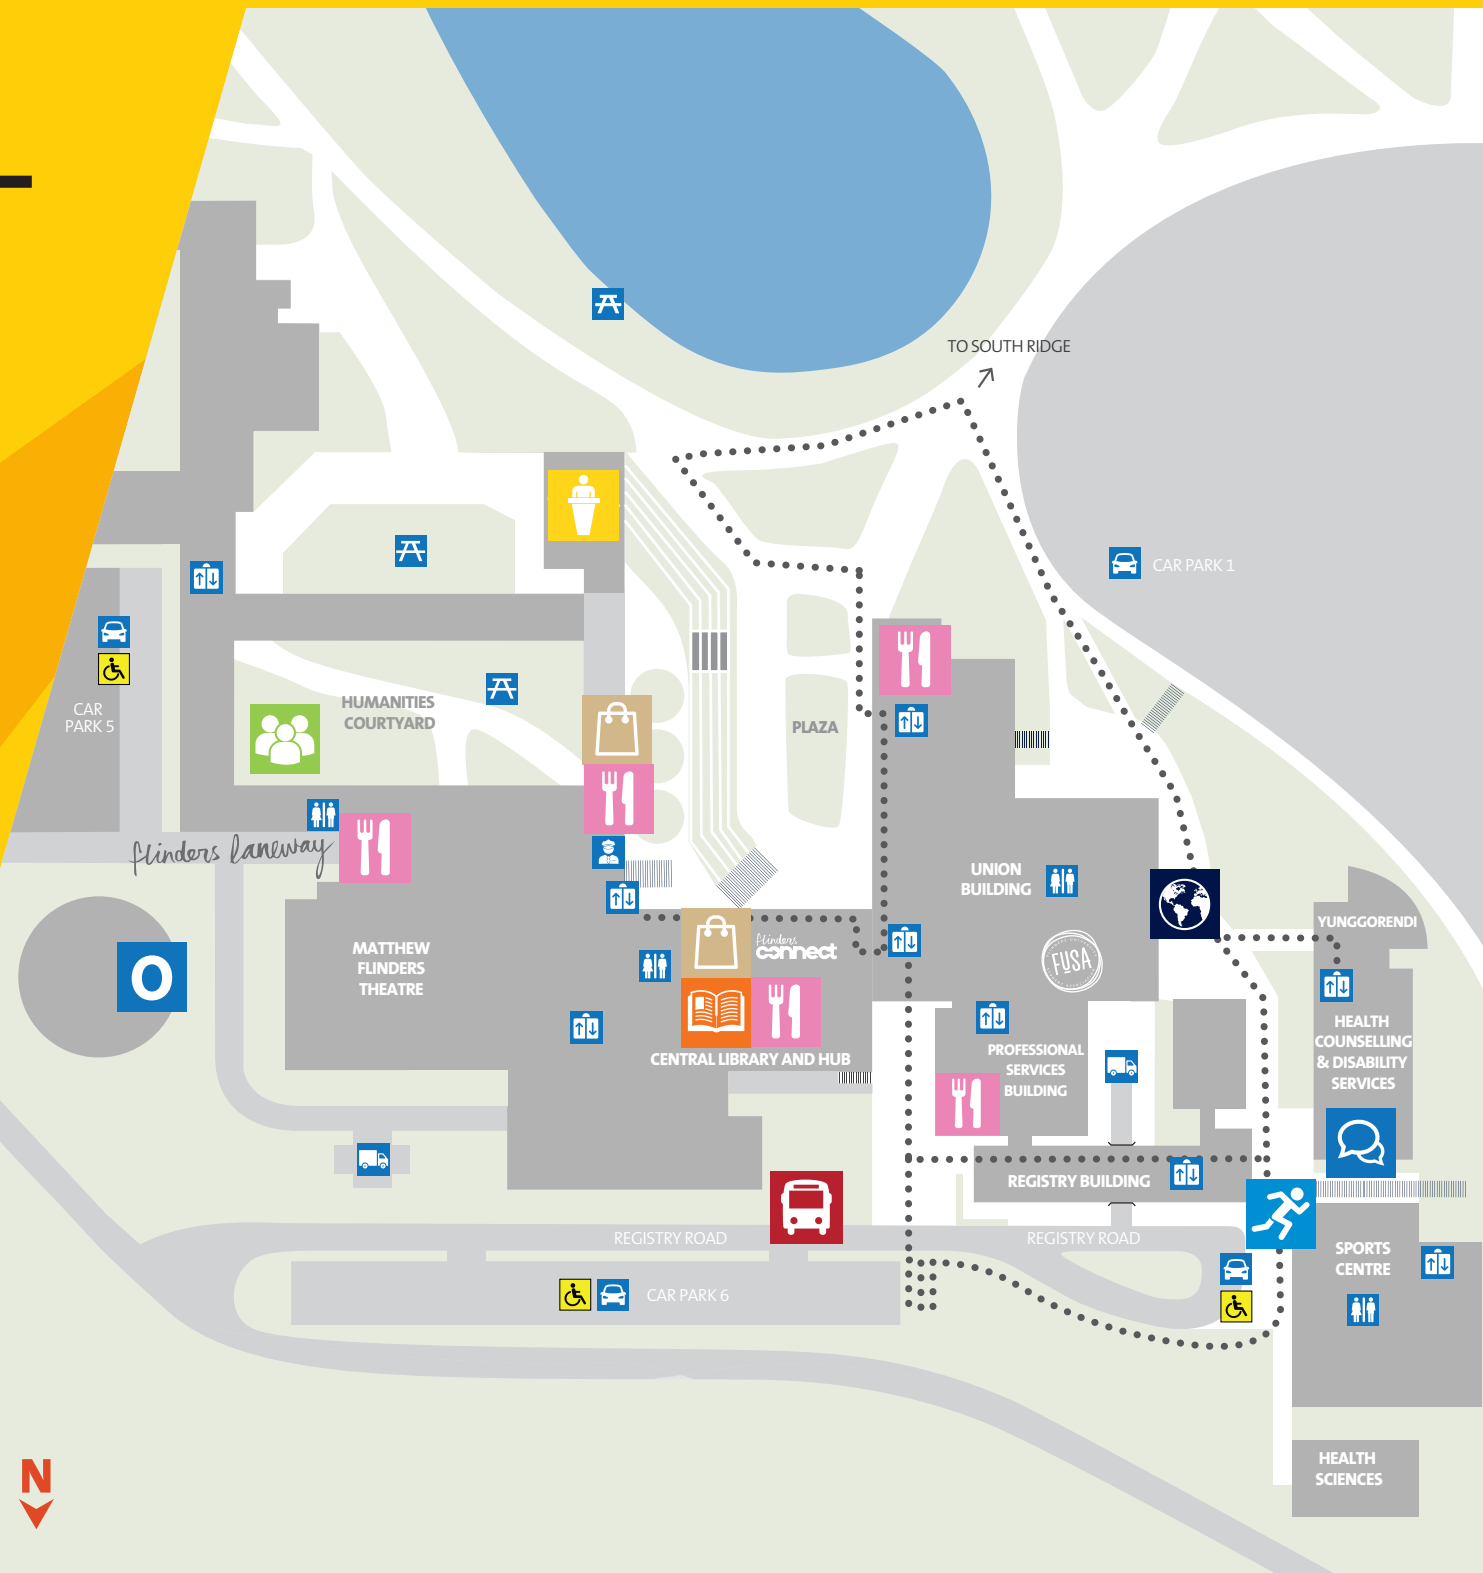 TO SOUTH RIDGE
CAR PARK 1
CAR
PARK 5
HUMANITIES
COURTYARD
PLAZA
flinders laneway
UNION
BUILDING
YUNGGORENDI
MATTHEW
FLINDERS
THEATRE
O
flinders
connect
FUSA
HEALTH
COUNSELLING
& DISABILITY
SERVICES
CENTRAL LIBRARY AND HUB
PROFESSIONAL
SERVICES
BUILDING
REGISTRY BUILDING
REGISTRY ROAD
REGISTRY ROAD
SPORTS
CENTRE
CAR PARK 6
HEALTH
SCIENCES
N